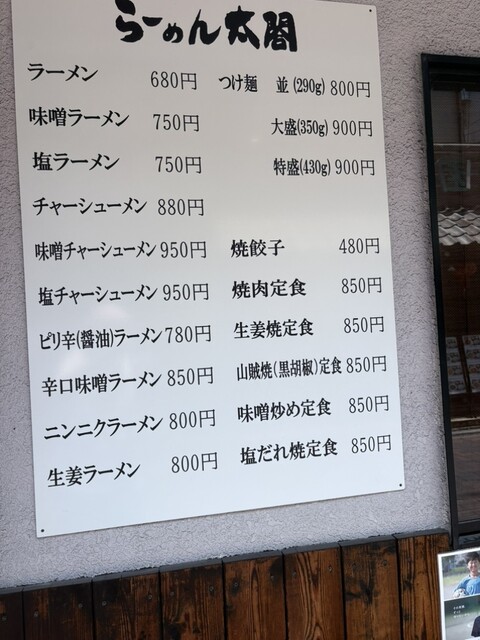 らーめん太閤
ラーメン 680円
味噌ラーメン 750円
塩ラーメン 750円
チャーシューメン 880円
味噌チャーシューメン 950円
塩チャーシューメン 950円
ピリ辛(醤油)ラーメン 780円
辛口味噌ラーメン 850円
ニンニクラーメン 800円
生姜ラーメン 800円
つけ麺 並(290g) 800円
大盛(350g) 900円
特盛(430g) 900円
焼餃子 480円
焼肉定食 850円
生姜焼定食 850円
山賊焼(黒胡椒)定食 850円
味噌炒め定食 850円
塩だれ焼定食 850円